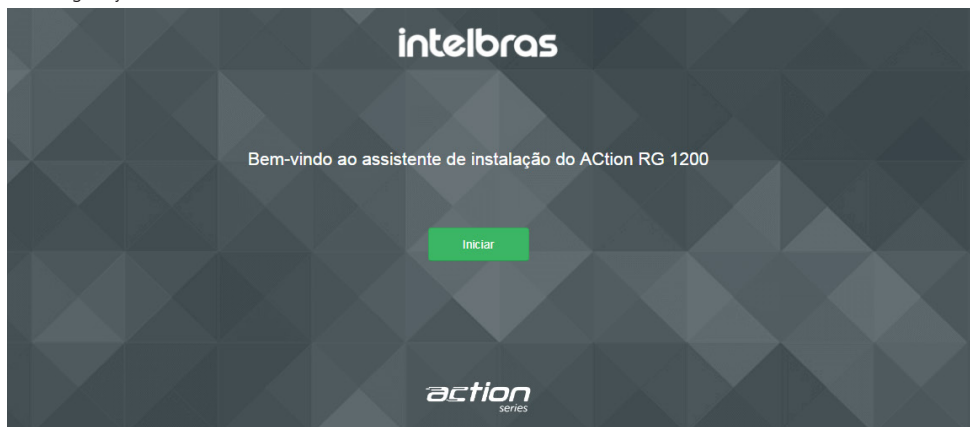 intelbras
Bem-vindo ao assistente de instalação do ACtion RG 1200
Iniciar
action
series